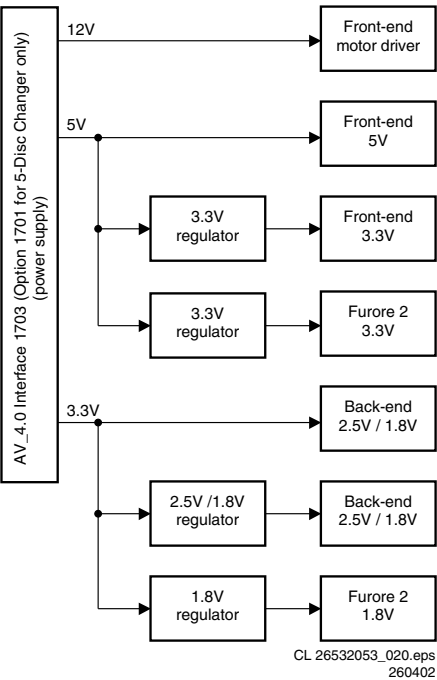 AV_4.0 Interface 1703 (Option 1701 for 5-Disc Changer only)
(power supply)
12V
Front-end
motor driver
5V
Front-end
5V
3.3V
regulator
Front-end
3.3V
3.3V
regulator
Furore 2
3.3V
3.3V
Back-end
2.5V / 1.8V
2.5V /1.8V
regulator
Back-end
2.5V / 1.8V
1.8V
regulator
Furore 2
1.8V
CL 26532053_020.eps
260402